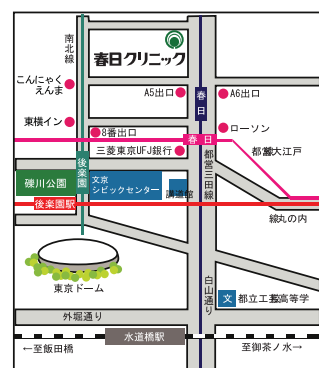 南北線
春日クリニック
こんにゃく
えんま
A5出口
春日
A6出口
東横イン
8番出口
ローソン
春日
三菱東京UFJ銀行
都営大江戸
後楽園
都営三田線
文京
シビックセンター
講道館
礫川公園
後楽園駅
線丸の内
東京ドーム
白山通り
文
都立工芸高等学
外堀通り
水道橋駅
←至飯田橋
至御茶ノ水→